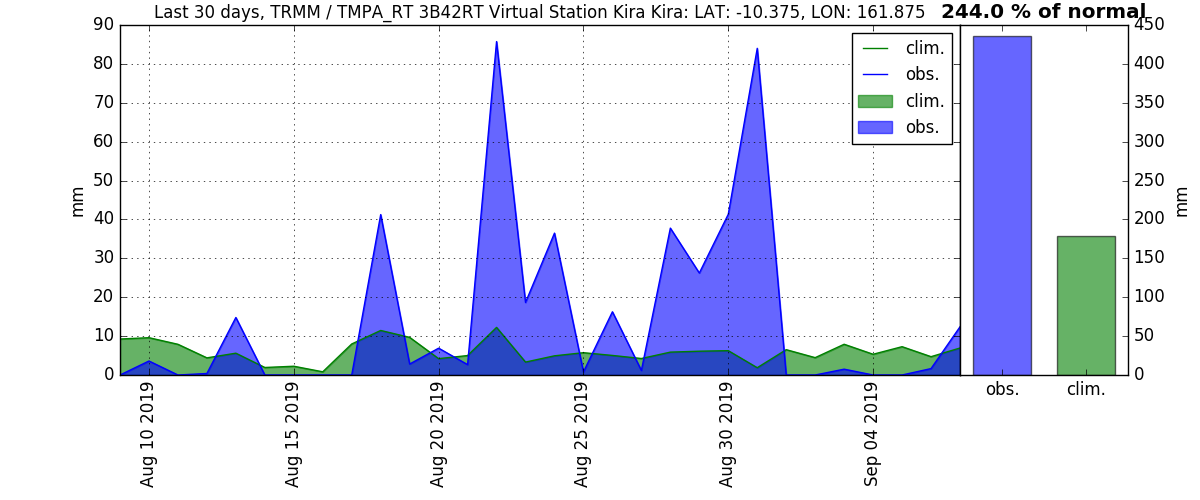 Last 30 days, TRMM / TMPA_RT 3B42RT Virtual Station Kira Kira: LAT: -10.375, LON: 161.875 244.0 % of normal
90
80
70
60
50
40
30
20
10
0
mm
clim.
obs.
clim.
obs.
Aug 10 2019
Aug 15 2019
Aug 20 2019
Aug 25 2019
Aug 30 2019
Sep 04 2019
450
400
350
300
250
200
150
100
50
0
mm
obs. clim.